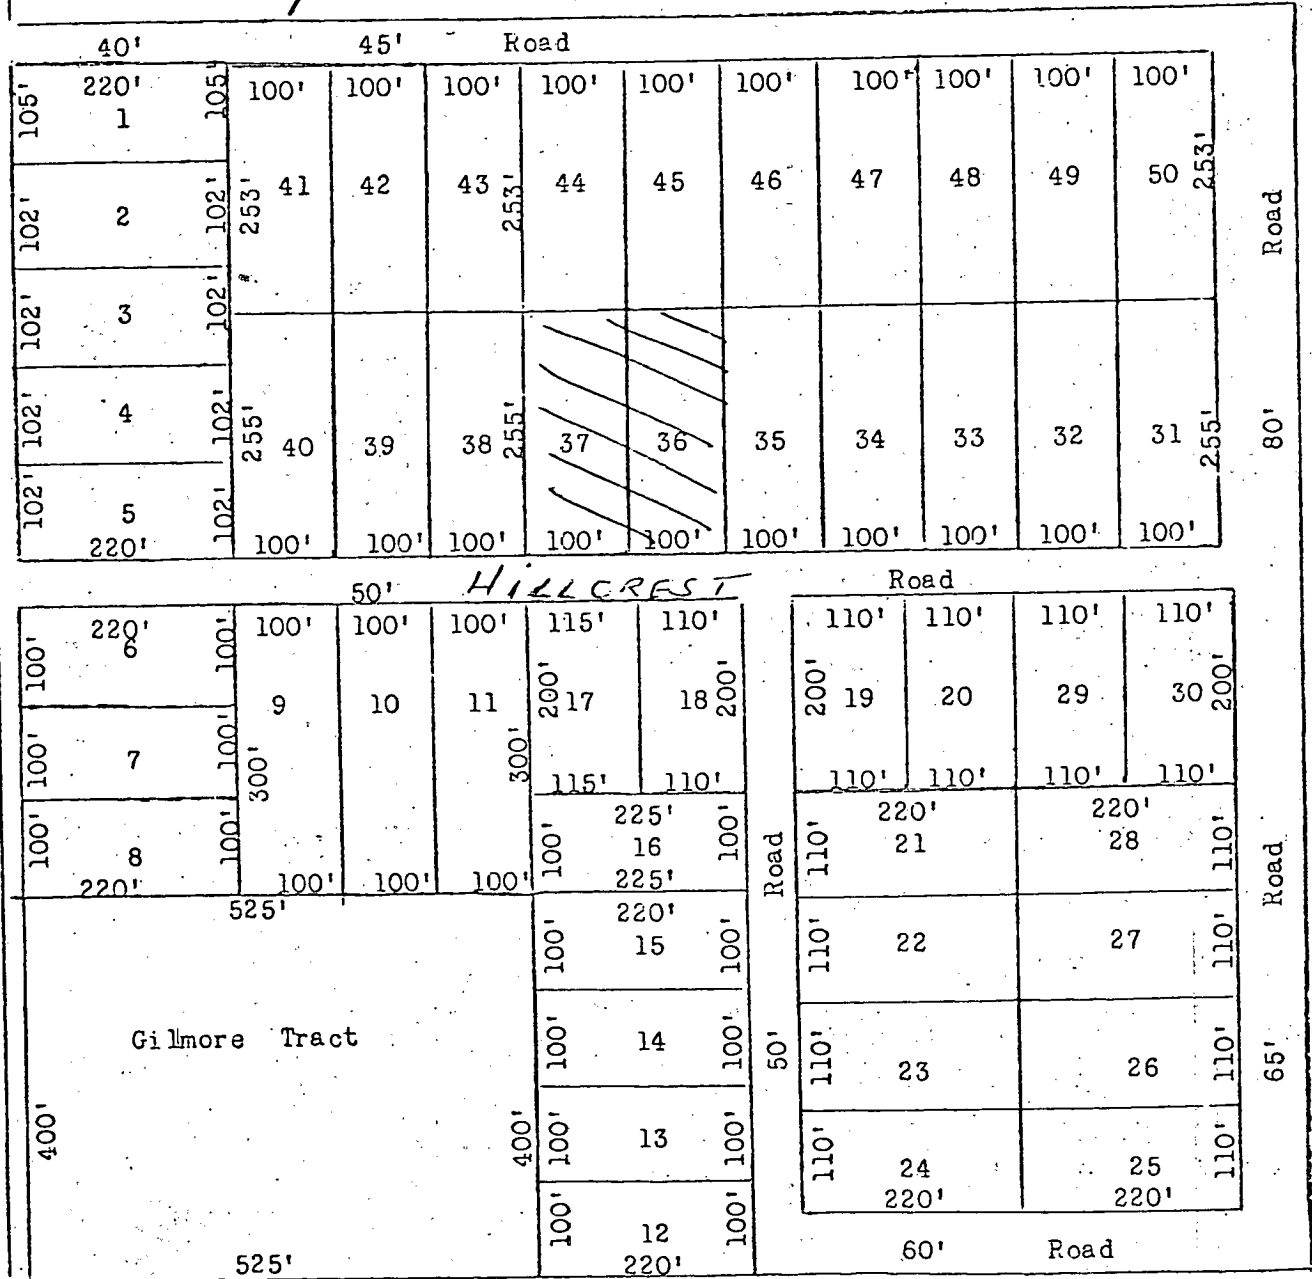 40' 45' Road
105' 220' 105' 100' 100' 100' 100' 100' 100' 100' 100' 100' 100'
1
102' 2 102' 253' 41 42 43 253' 44 45 46 47 48 49 50 253' Road
102' 3 102'
102' 4 102' 255' 40 39 38 255' 37 36 35 34 33 32 31 255' 80'
102' 5 102'
220' 100' 100' 100' 100' 100' 100' 100' 100' 100' 100'
50' HILLCREST Road
220' 100' 100' 100' 115' 110' 110' 110' 110' 110'
100' 6 100'
9 10 11 200' 17 18 200' 200' 19 20 29 30 200'
100' 7 100' 300' 300'
115' 110' 110' 110' 110' 110'
225' 220' 220'
100' 8 100' 100' 16 100' Road 110' 21 28 110' Road
220' 100' 100' 100' 225'
525' 220'
100' 15 100' 110' 22 27 110'
Gilmore Tract 100' 14 100' 50' 110' 23 26 110' 65'
400' 400' 100' 13 100' 110' 24 25 110'
220' 220'
100' 12 100' 60' Road
525' 220'